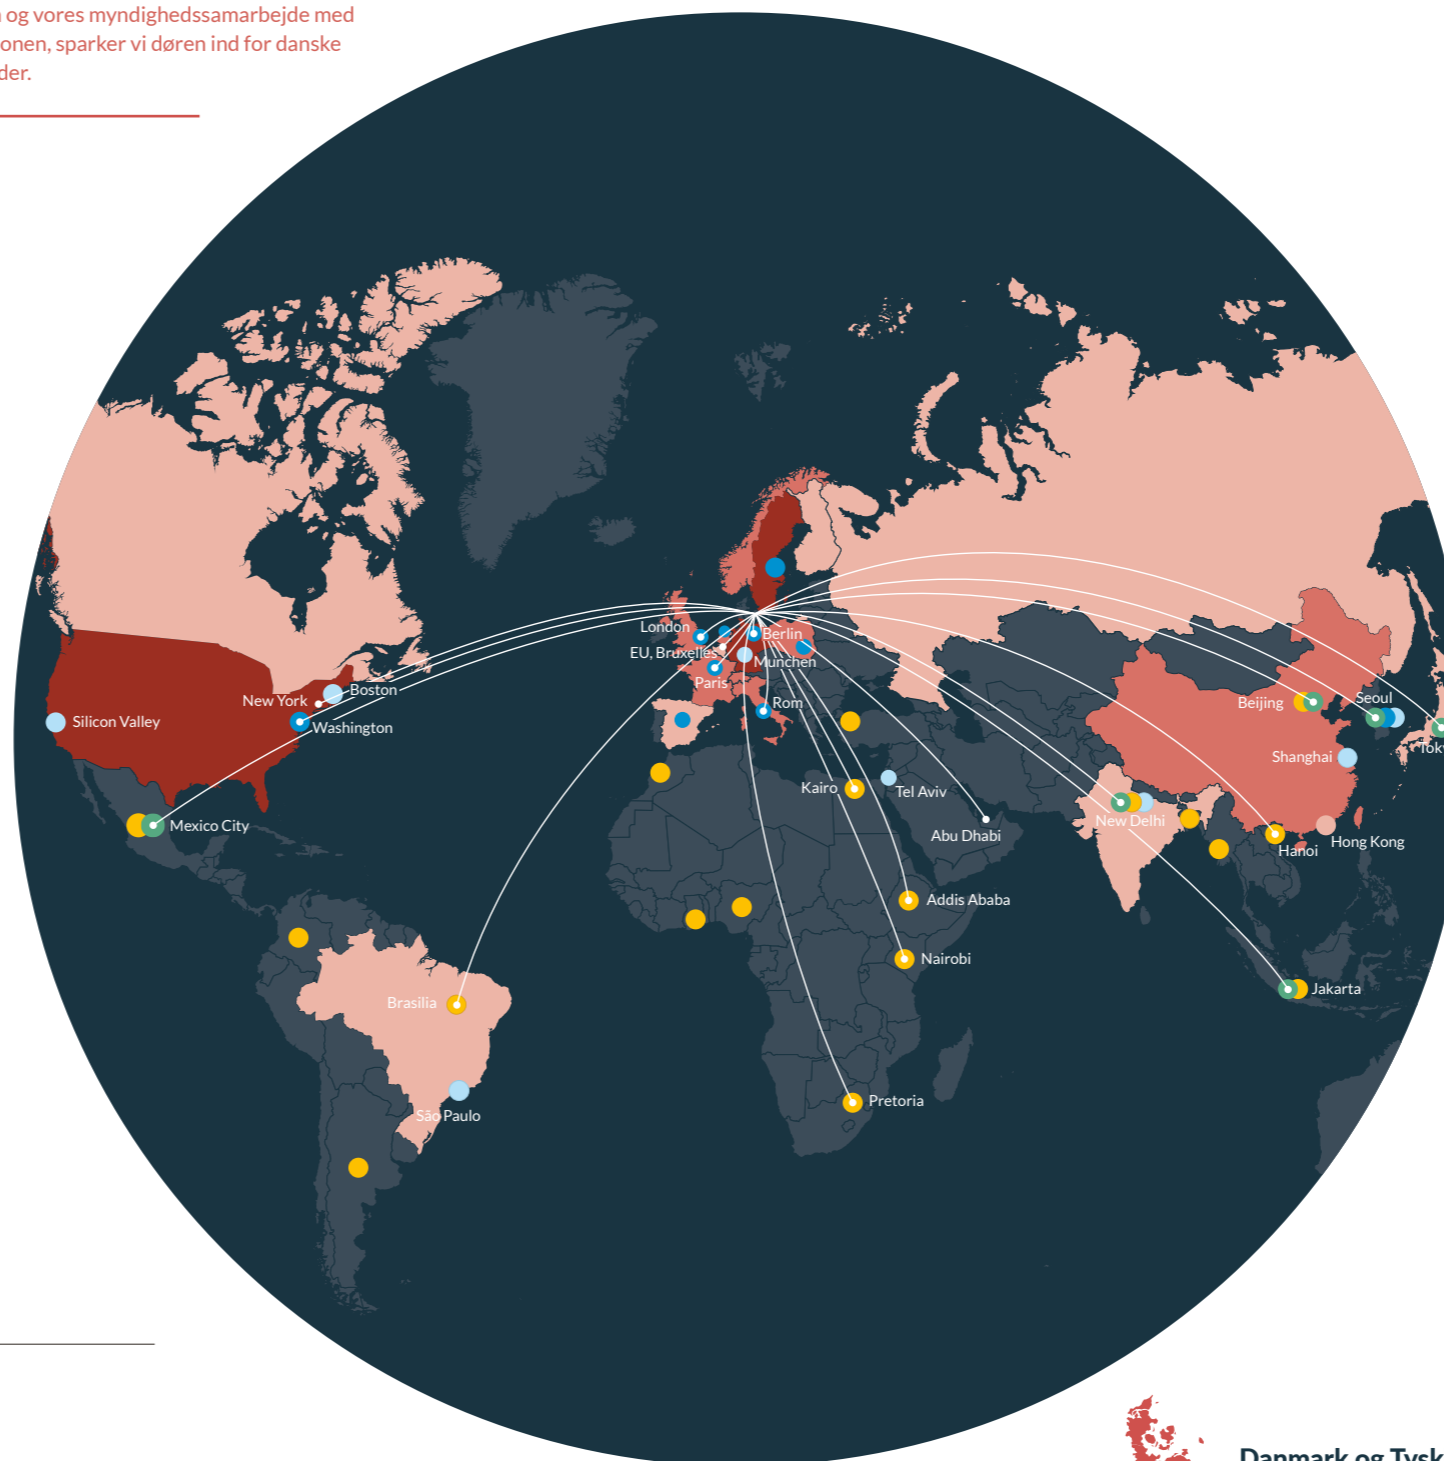 og vores myndighedssamarbejde med
sparker vi døren ind for danske
London
Berlin
EU, Bruxelles
München
Paris
Rom
New York
Boston
Silicon Valley
Washington
Mexico City
Beijing
Seoul
Shanghai
Kairo
Tel Aviv
Abu Dhabi
New Delhi
Hanoi
Hong Kong
Addis Ababa
Nairobi
Jakarta
Brasilia
São Paulo
Pretoria
Danmark og